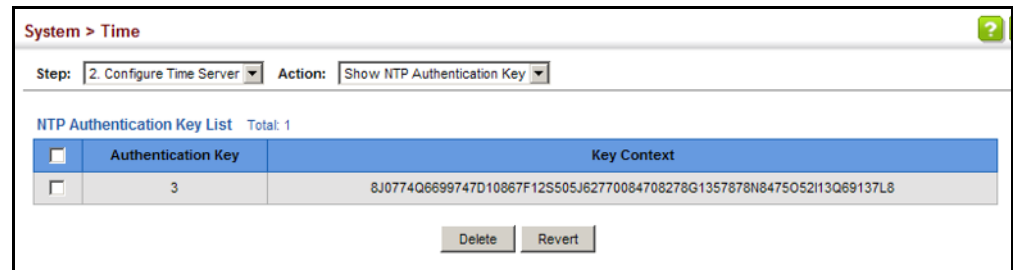 System > Time
?
Step: 2. Configure Time Server Action: Show NTP Authentication Key
NTP Authentication Key List Total: 1
Authentication Key Key Context
3 8J0774Q6699747D10867F12S505J62770084708278G1357878N8475O52I13Q69137L8
Delete Revert